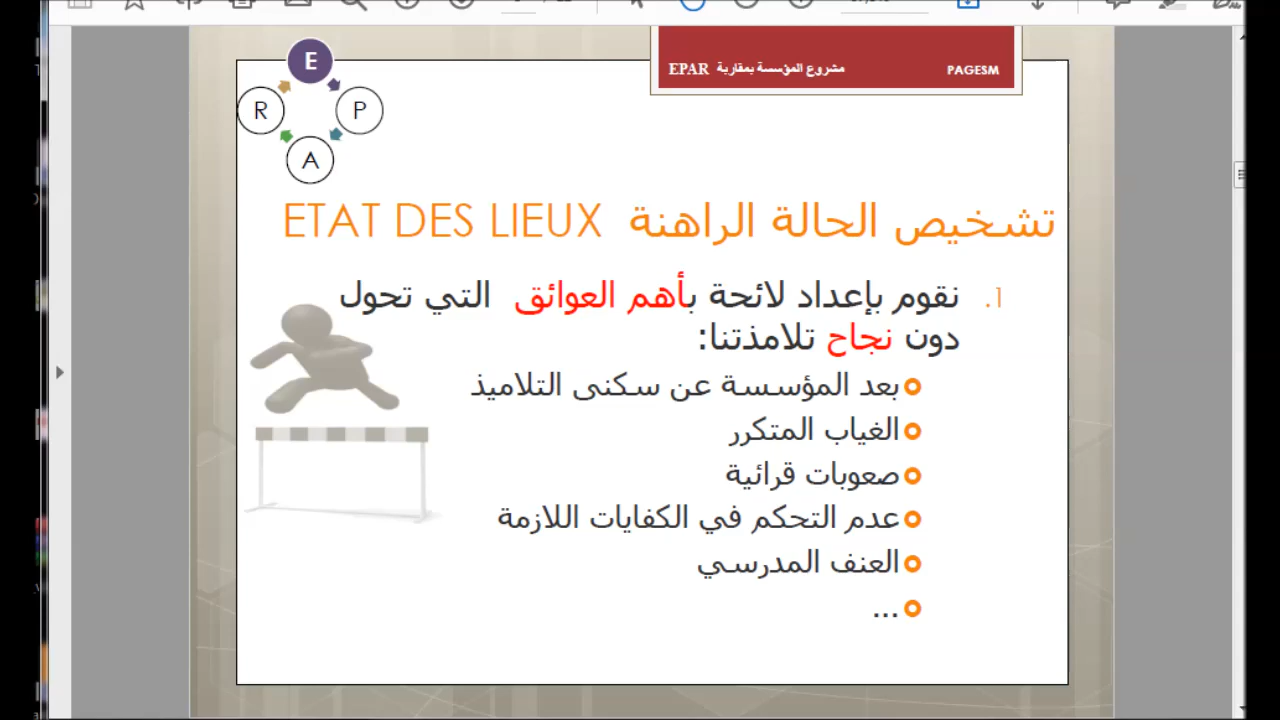 مشروع المؤسسة بمقاربة EPAR
PAGESM
E
R
P
A
تشخيص الحالة الراهنة ETAT DES LIEUX
1. نقوم بإعداد لائحة بأهم العوائق التي تحول
دون نجاح تلامذتنا:
بعد المؤسسة عن سكنى التلاميذ
الغياب المتكرر
صعوبات قرائية
عدم التحكم في الكفايات اللازمة
العنف المدرسي
...